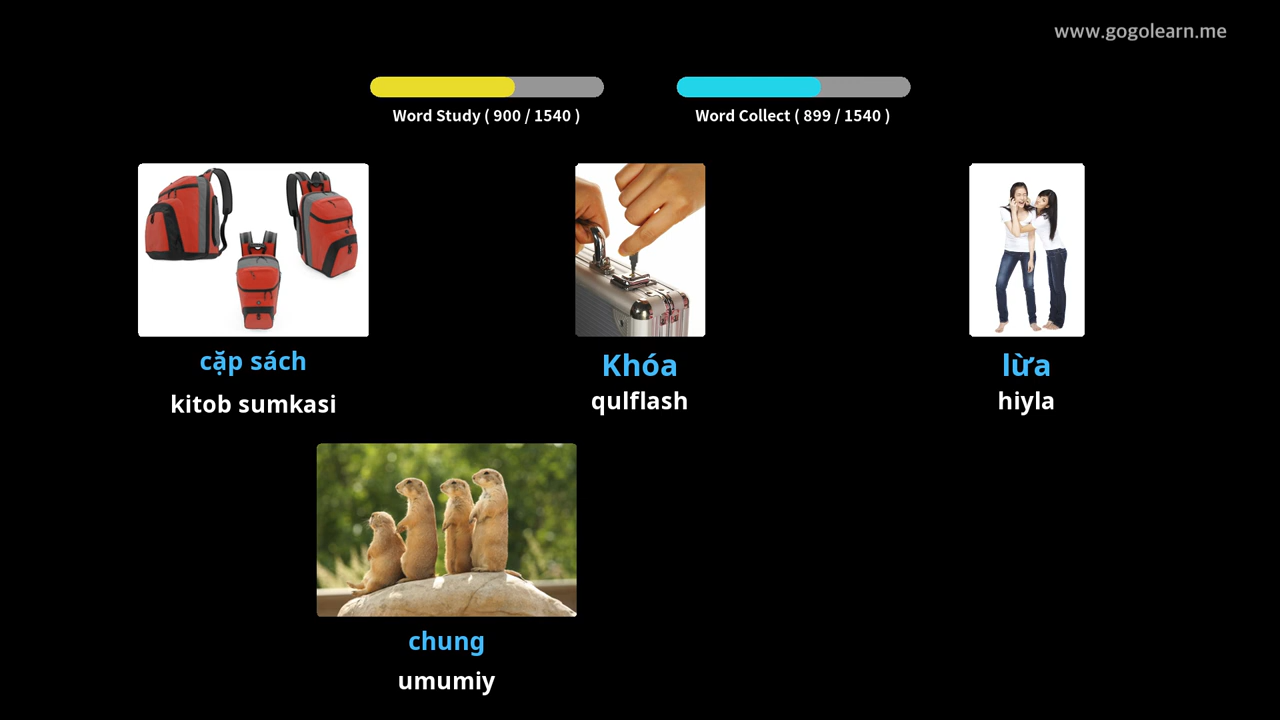 www.gogolearn.me
Word Study ( 900 / 1540 )
Word Collect ( 899 / 1540 )
cặp sách
kitob sumkasi
Khóa
qulflash
lừa
hiyla
chung
umumiy